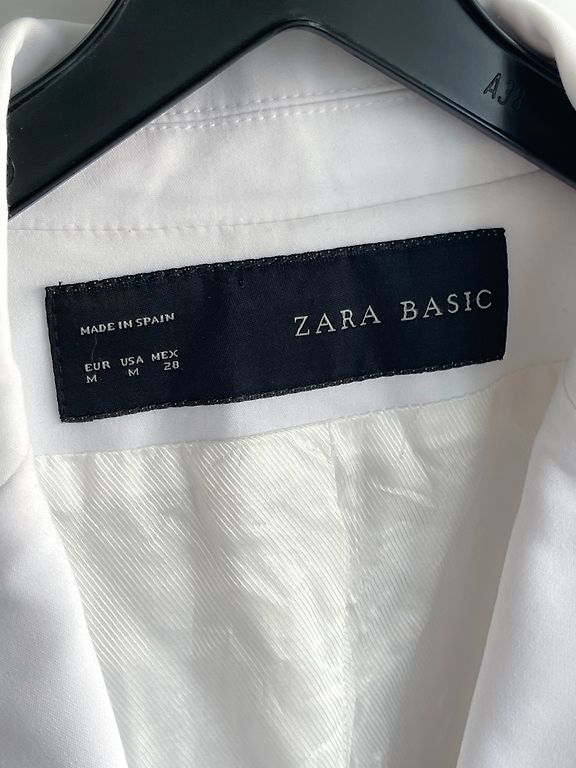 A38
MADE IN SPAIN
ZARA BASIC
EUR USA MEX
M M 28